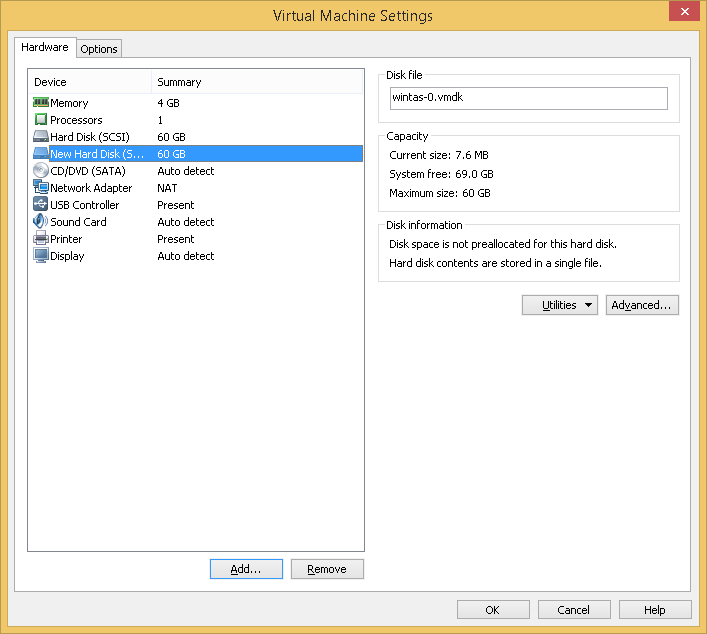 Virtual Machine Settings
Hardware Options
Device Summary
Memory 4 GB
Processors 1
Hard Disk (SCSI) 60 GB
New Hard Disk (S... 60 GB
CD/DVD (SATA) Auto detect
Network Adapter NAT
USB Controller Present
Sound Card Auto detect
Printer Present
Display Auto detect
Add... Remove
Disk file
wintas-0.vmdk
Capacity
Current size: 7.6 MB
System free: 69.0 GB
Maximum size: 60 GB
Disk information
Disk space is not preallocated for this hard disk.
Hard disk contents are stored in a single file.
Utilities Advanced...
OK Cancel Help